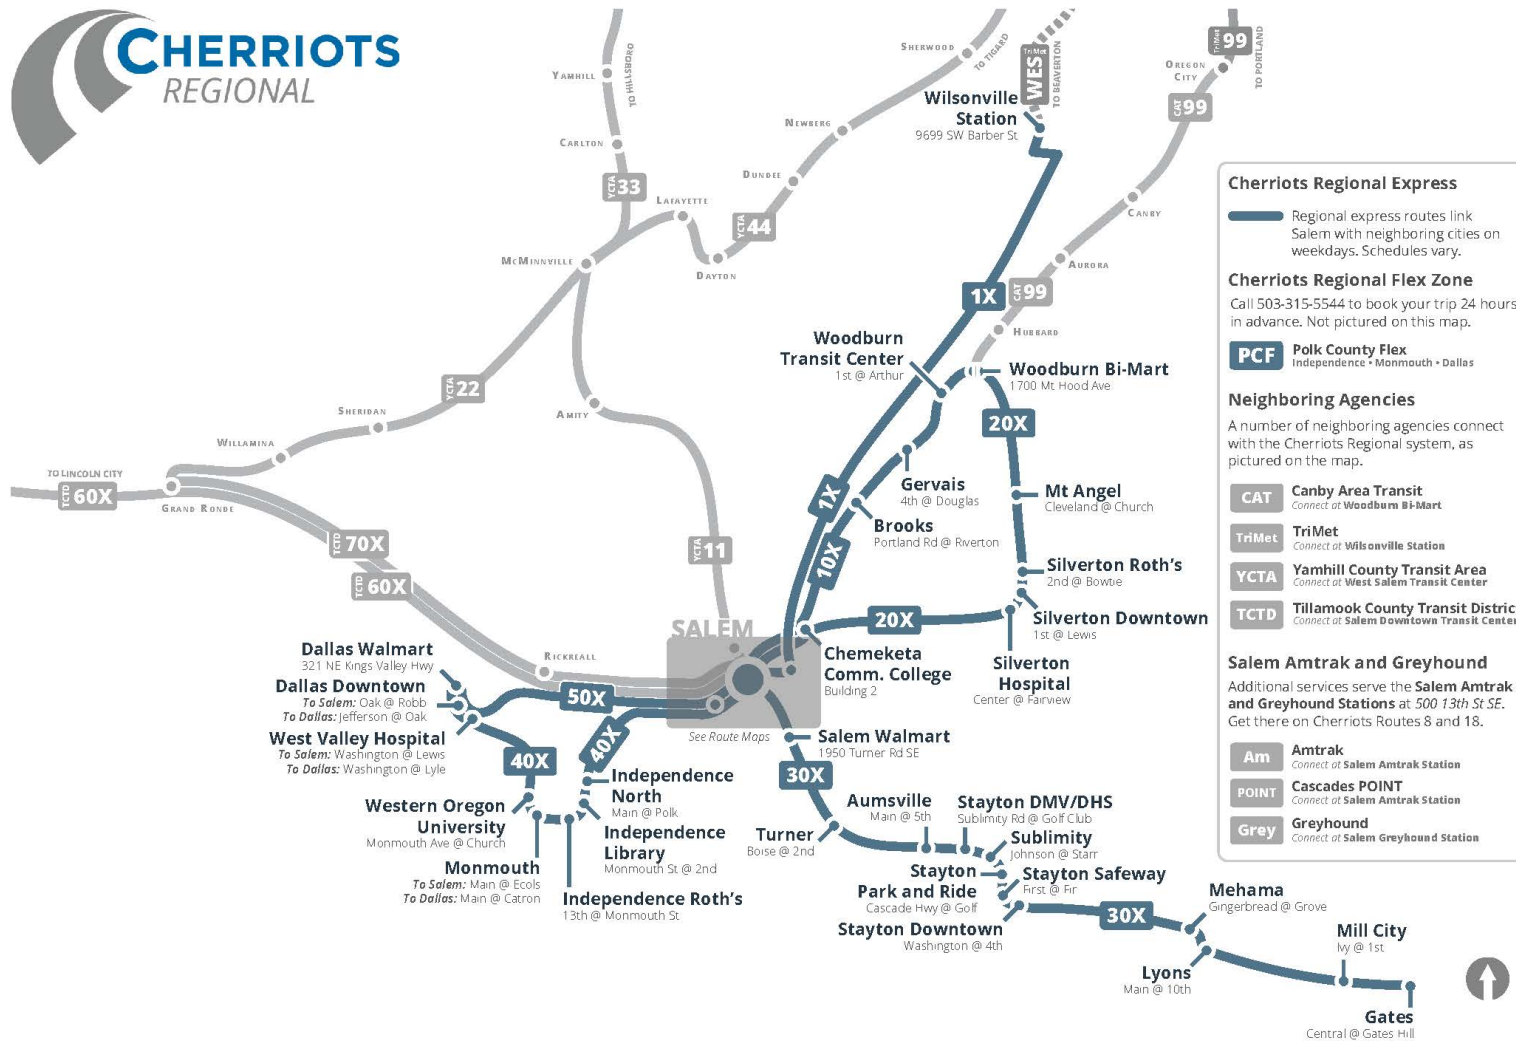 CHERRIOTS
REGIONAL
YAMHILL
TO HILLSBORO
CARLTON
YCTA 33
LAFAYETTE
MCMINNVILLE
DAYTON
YCTA 44
DUNDEE
NEWBERG
SHERWOOD
TO TIGARD
TriMet WES
TO BEAVERTON
Wilsonville
Station
9699 SW Barber St
OREGON
CITY
TriMet 99
TO PORTLAND
CAT 99
CANBY
AURORA
CAT 99
HUBBARD
1X
Woodburn
Transit Center
1st @ Arthur
Woodburn Bi-Mart
1700 Mt Hood Ave
20X
YCTA 22
AMITY
SHERIDAN
WILLAMINA
TO LINCOLN CITY
TCTD 60X
GRAND RONDE
TCTD 70X
TCTD 60X
YCTA 11
1X
10X
Gervais
4th @ Douglas
Brooks
Portland Rd @ Riverton
Mt Angel
Cleveland @ Church
Silverton Roth's
2nd @ Bowtie
Silverton Downtown
1st @ Lewis
20X
Silverton
Hospital
Center @ Fairview
SALEM
Chemeketa
Comm. College
Building 2
RICKREALL
Dallas Walmart
321 NE Kings Valley Hwy
Dallas Downtown
To Salem: Oak @ Robb
To Dallas: Jefferson @ Oak
West Valley Hospital
To Salem: Washington @ Lewis
To Dallas: Washington @ Lyle
50X
40X
40X
See Route Maps
Salem Walmart
1950 Turner Rd SE
30X
Independence
North
Main @ Polk
Independence
Library
Monmouth St @ 2nd
Western Oregon
University
Monmouth Ave @ Church
Monmouth
To Salem: Main @ Ecols
To Dallas: Main @ Catron
Independence Roth's
13th @ Monmouth St
Turner
Boise @ 2nd
Aumsville
Main @ 5th
Stayton DMV/DHS
Sublimity Rd @ Golf Club
Sublimity
Johnson @ Starr
Stayton
Park and Ride
Cascade Hwy @ Golf
Stayton Safeway
First @ Fir
Stayton Downtown
Washington @ 4th
30X
Mehama
Gingerbread @ Grove
Lyons
Main @ 10th
Mill City
Ivy @ 1st
Gates
Central @ Gates Hill
Cherriots Regional Express
Regional express routes link
Salem with neighboring cities on
weekdays. Schedules vary.
Cherriots Regional Flex Zone
Call 503-315-5544 to book your trip 24 hours
in advance. Not pictured on this map.
PCF
Polk County Flex
Independence • Monmouth • Dallas
Neighboring Agencies
A number of neighboring agencies connect
with the Cherriots Regional system, as
pictured on the map.
CAT
Canby Area Transit
Connect at Woodburn Bi-Mart
TriMet
TriMet
Connect at Wilsonville Station
YCTA
Yamhill County Transit Area
Connect at West Salem Transit Center
TCTD
Tillamook County Transit Distric
Connect at Salem Downtown Transit Center
Salem Amtrak and Greyhound
Additional services serve the Salem Amtrak
and Greyhound Stations at 500 13th St SE.
Get there on Cherriots Routes 8 and 18.
Am
Amtrak
Connect at Salem Amtrak Station
POINT
Cascades POINT
Connect at Salem Amtrak Station
Grey
Greyhound
Connect at Salem Greyhound Station